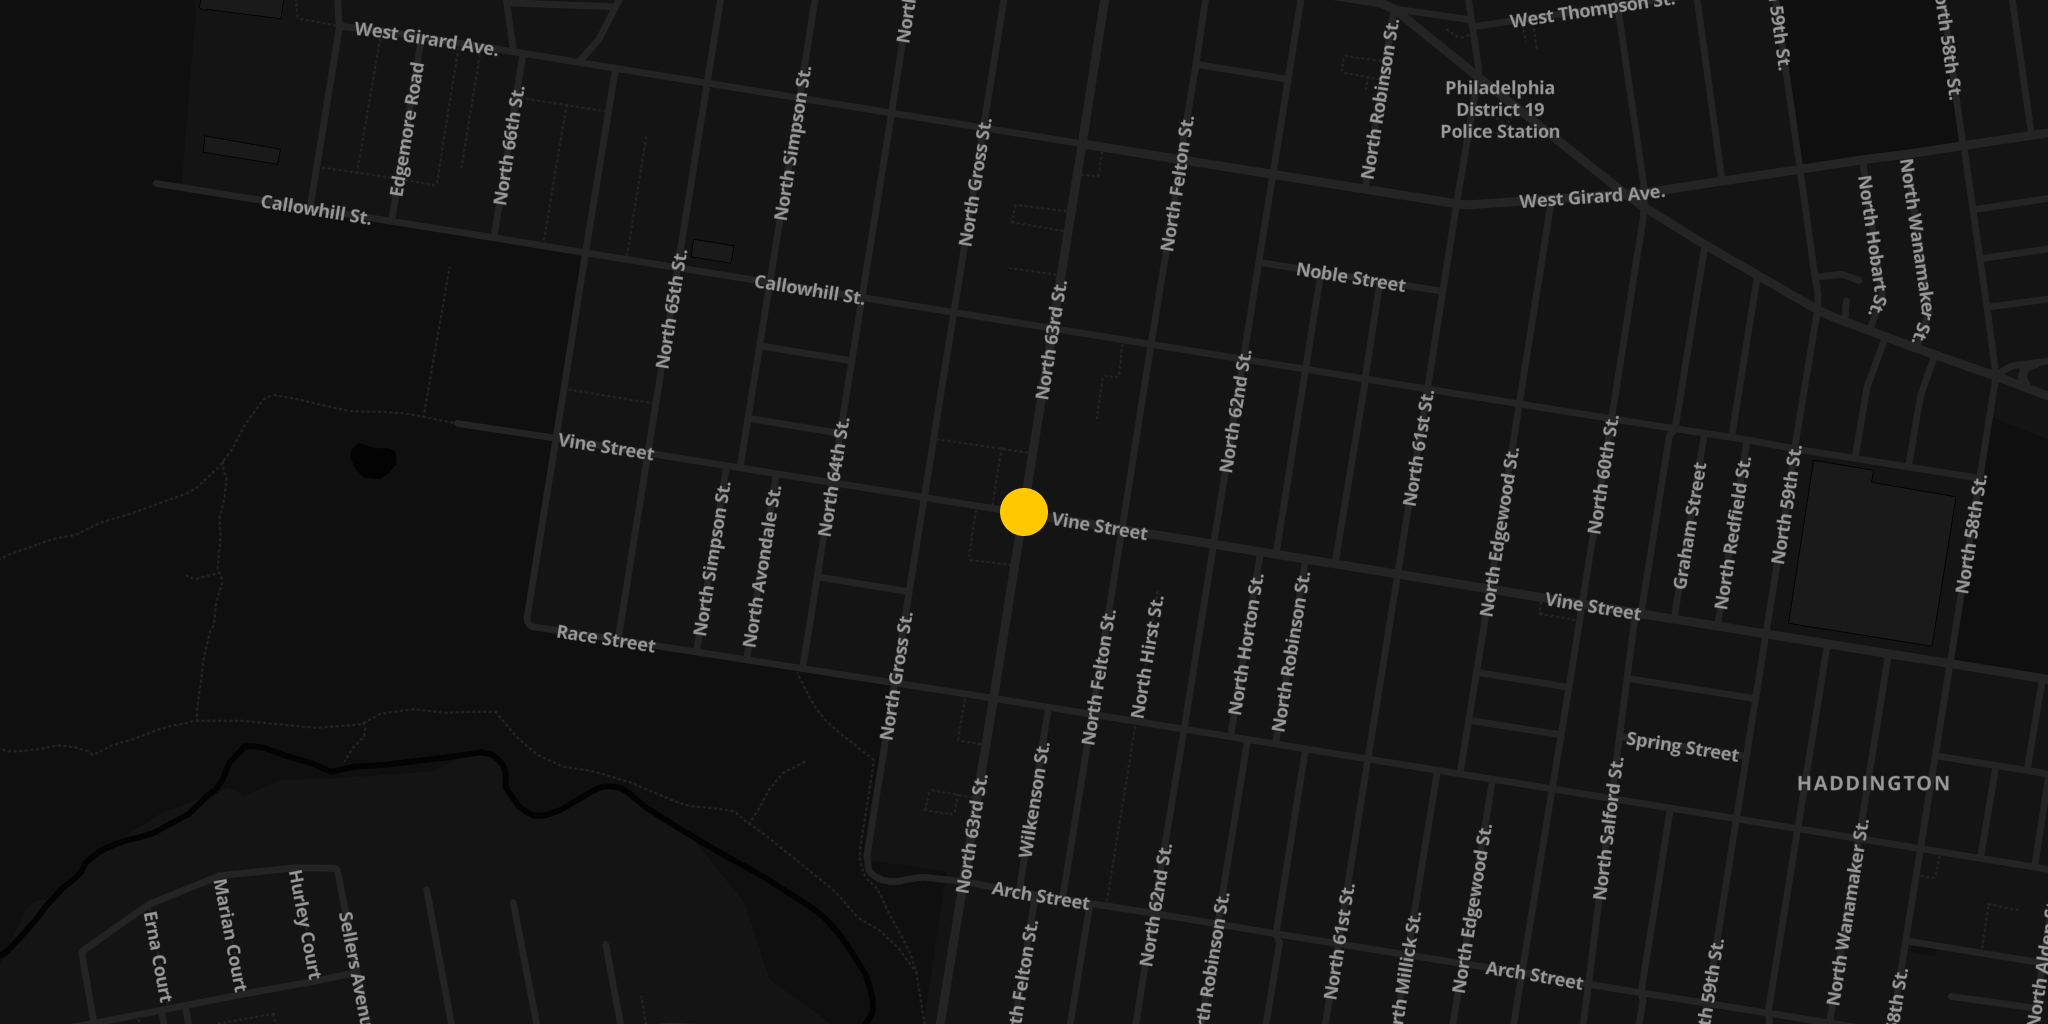 West Thompson St.
West Girard Ave.
59th St.
58th St.
North
Philadelphia
District 19
Police Station
Edgemore Road
North 66th St.
North Simpson St.
North Gross St.
North Felton St.
North Robinson St.
West Girard Ave.
North Hobart St.
North Wanamaker St.
Callowhill St.
Callowhill St.
Noble Street
North 65th St.
North 63rd St.
North 62nd St.
North 61st St.
North 64th St.
Vine Street
North Simpson St.
North Avondale St.
Vine Street
North Edgewood St.
North 60th St.
Graham Street
North Redfield St.
North 59th St.
North 58th St.
Vine Street
Race Street
North Gross St.
North Felton St.
North Hirst St.
North Horton St.
North Robinson St.
Spring Street
HADDINGTON
North 63rd St.
Wilkenson St.
North Salford St.
North Wanamaker St.
Arch Street
North 62nd St.
North Edgewood St.
Erna Court
Marian Court
Hurley Court
Sellers Avenu
th Felton St.
th Robinson St.
North 61st St.
rth Millick St.
Arch Street
th 59th St.
8th St.